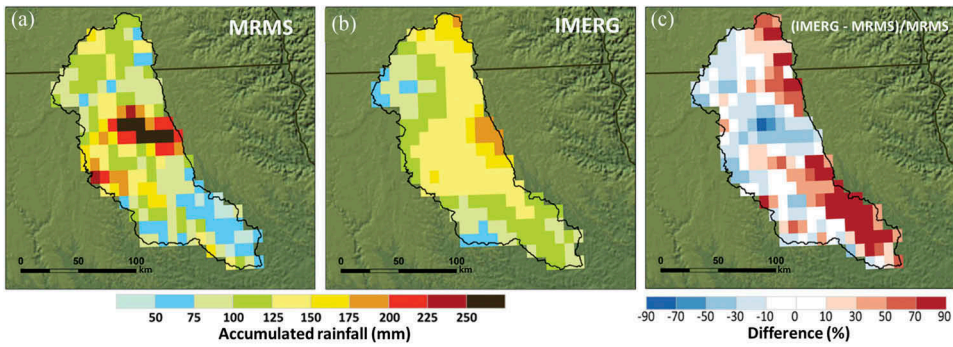 (a) MRMS
(b) IMERG
(c) (IMERG - MRMS)/MRMS
0 50 100 km
0 50 100 km
0 50 100 km
50 75 100 125 150 175 200 225 250
Accumulated rainfall (mm)
-90 -70 -50 -30 -10 0 10 30 50 70 90
Difference (%)